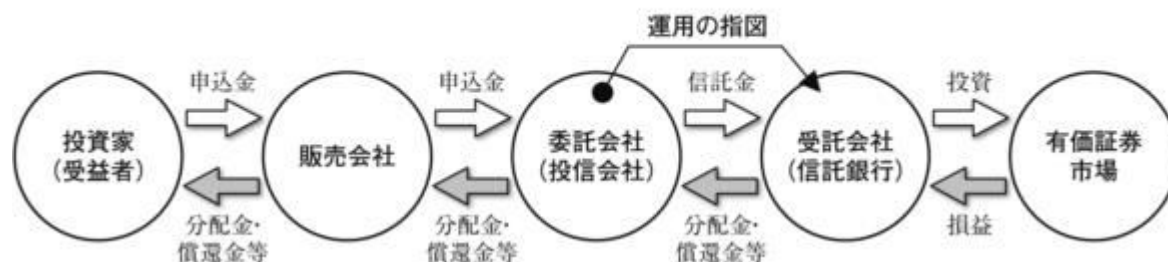 運用の指図
申込金
申込金
信託金
投資
投資家
(受益者)
販売会社
委託会社
(投信会社)
受託会社
(信託銀行)
有価証券
市場
分配金・
償還金等
分配金・
償還金等
分配金・
償還金等
損益